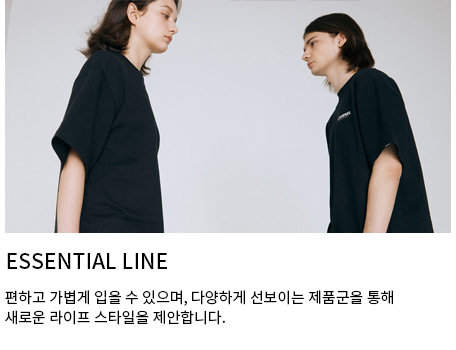 ESSENTIAL LINE
편하고 가볍게 입을 수 있으며, 다양하게 선보이는 제품군을 통해
새로운 라이프 스타일을 제안합니다.